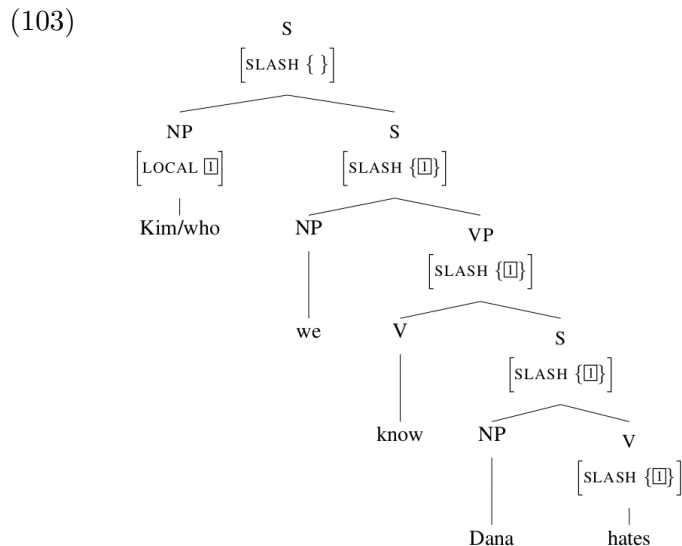 (103)
S
[SLASH { }]
NP S
[LOCAL 1] [SLASH {1}]
Kim/who NP VP
[SLASH {1}]
we V S
[SLASH {1}]
know NP V
[SLASH {1}]
Dana hates